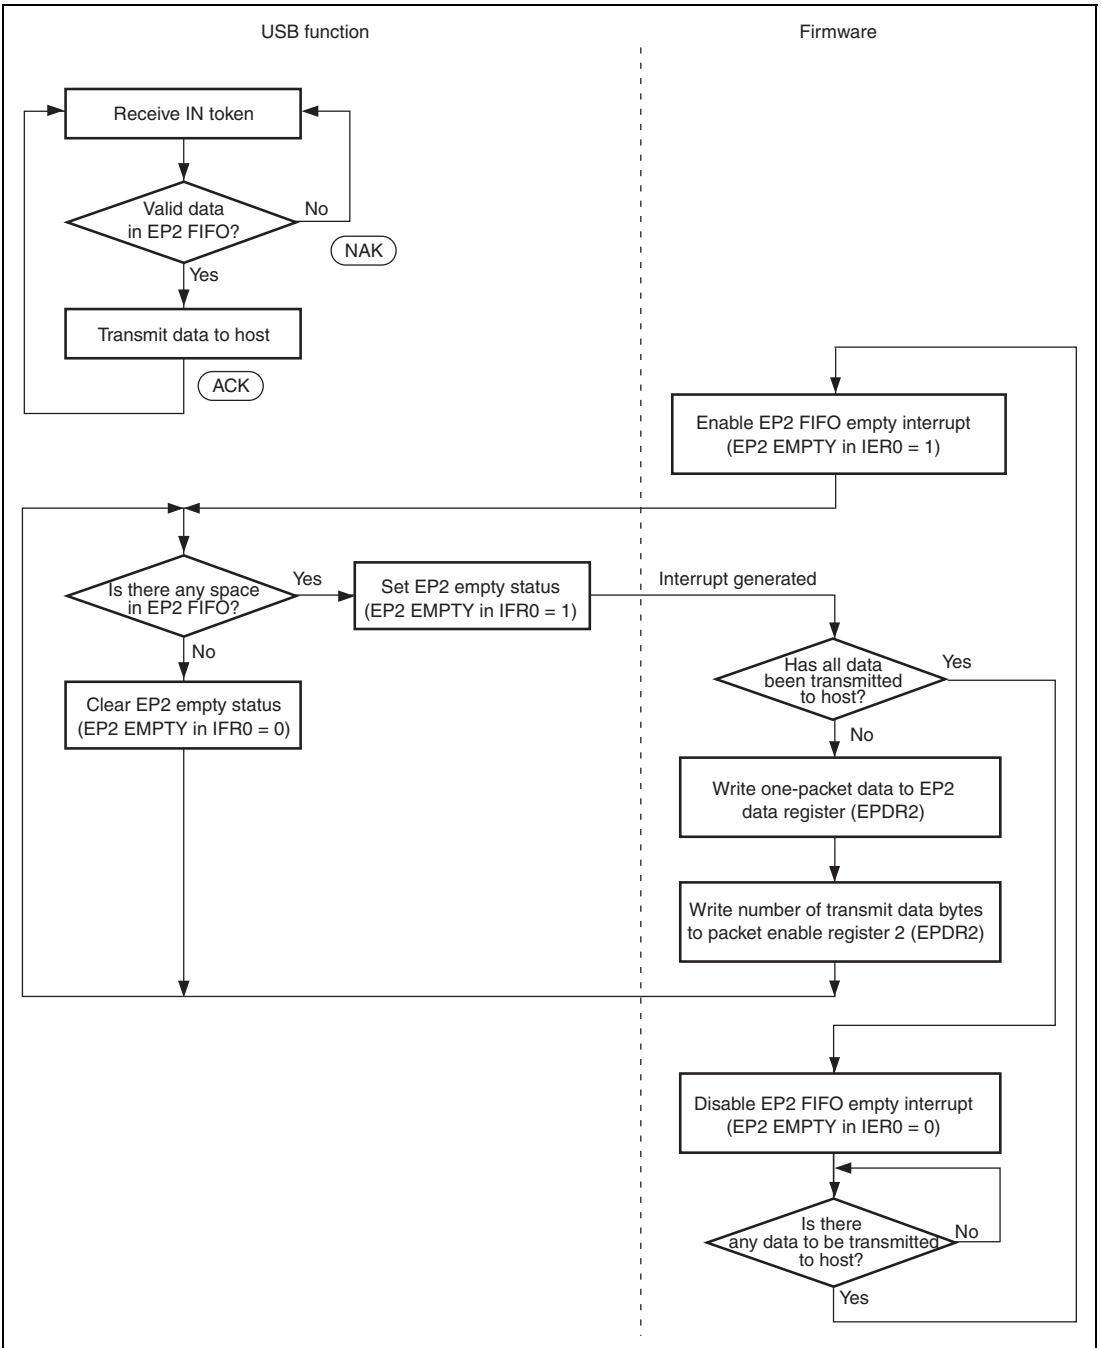 USB function
Firmware
Receive IN token
Valid data
in EP2 FIFO?
No
NAK
Yes
Transmit data to host
ACK
Enable EP2 FIFO empty interrupt
(EP2 EMPTY in IER0 = 1)
Is there any space
in EP2 FIFO?
Yes
Set EP2 empty status
(EP2 EMPTY in IFR0 = 1)
Interrupt generated
No
Clear EP2 empty status
(EP2 EMPTY in IFR0 = 0)
Has all data
been transmitted
to host?
Yes
No
Write one-packet data to EP2
data register (EPDR2)
Write number of transmit data bytes
to packet enable register 2 (EPDR2)
Disable EP2 FIFO empty interrupt
(EP2 EMPTY in IER0 = 0)
Is there
any data to be transmitted
to host?
No
Yes